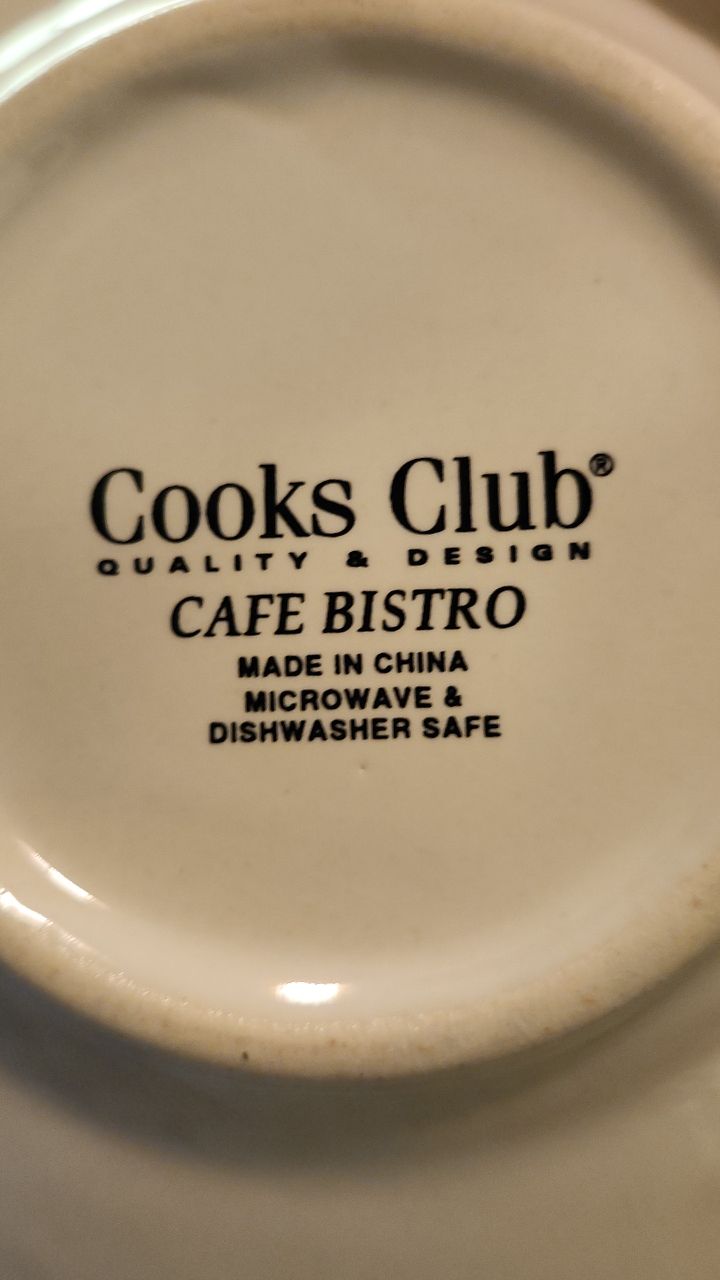 Cooks Club®
QUALITY & DESIGN
CAFE BISTRO
MADE IN CHINA
MICROWAVE &
DISHWASHER SAFE